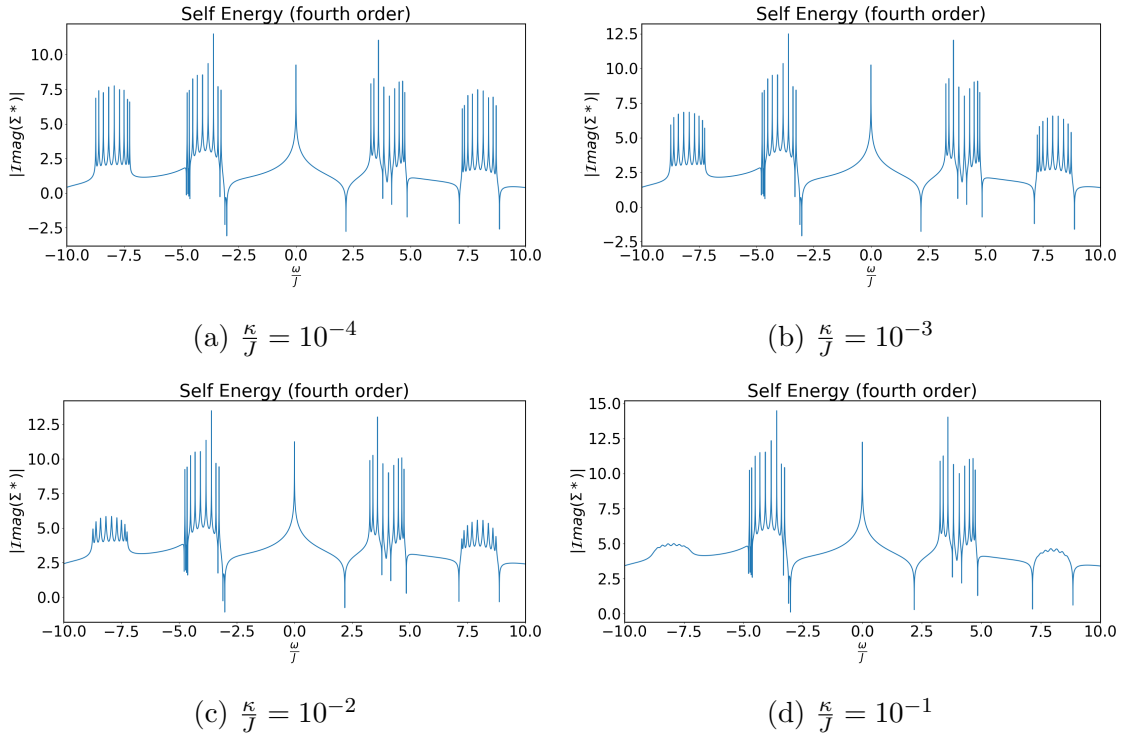 Self Energy (fourth order)
|Imag(Σ*)|
10.0
7.5
5.0
2.5
0.0
−2.5
−10.0 −7.5 −5.0 −2.5 0.0 2.5 5.0 7.5 10.0
ω/J
(a) κ/J = 10⁻⁴
Self Energy (fourth order)
|Imag(Σ*)|
12.5
10.0
7.5
5.0
2.5
0.0
−2.5
−10.0 −7.5 −5.0 −2.5 0.0 2.5 5.0 7.5 10.0
ω/J
(b) κ/J = 10⁻³
Self Energy (fourth order)
|Imag(Σ*)|
12.5
10.0
7.5
5.0
2.5
0.0
−10.0 −7.5 −5.0 −2.5 0.0 2.5 5.0 7.5 10.0
ω/J
(c) κ/J = 10⁻²
Self Energy (fourth order)
|Imag(Σ*)|
15.0
12.5
10.0
7.5
5.0
2.5
0.0
−10.0 −7.5 −5.0 −2.5 0.0 2.5 5.0 7.5 10.0
ω/J
(d) κ/J = 10⁻¹